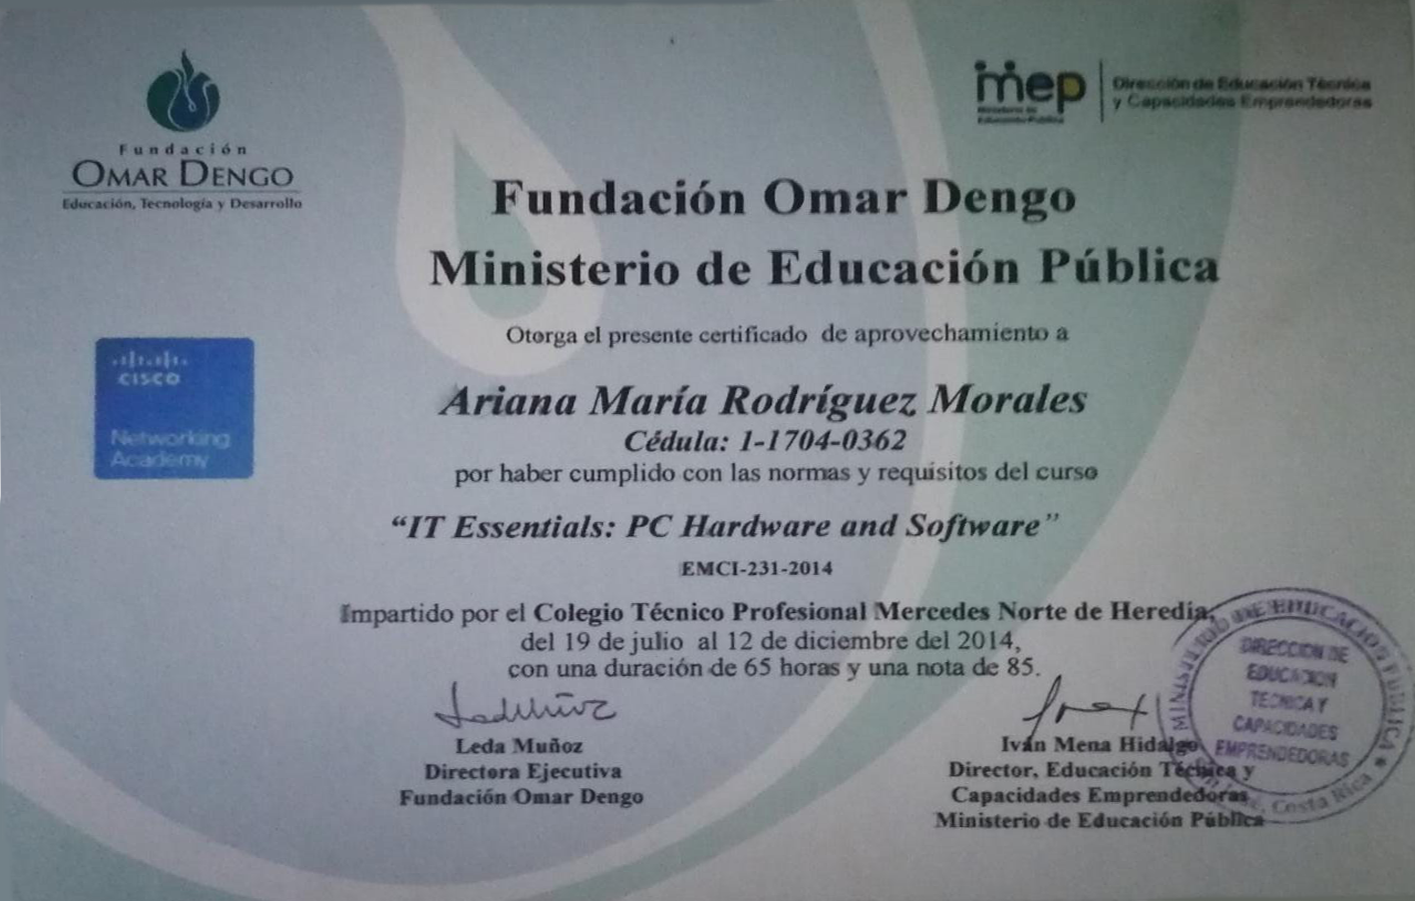 Fundación
OMAR DENGO
Educación, Tecnología y Desarrollo
mep
Ministerio de
Educación Pública
Dirección de Educación Técnica
y Capacidades Emprendedoras
Fundación Omar Dengo
Ministerio de Educación Pública
Otorga el presente certificado de aprovechamiento a
CISCO
Networking
Academy
Ariana María Rodríguez Morales
Cédula: 1-1704-0362
por haber cumplido con las normas y requisitos del curso
“IT Essentials: PC Hardware and Software”
EMCI-231-2014
Impartido por el Colegio Técnico Profesional Mercedes Norte de Heredia,
del 19 de julio al 12 de diciembre del 2014,
con una duración de 65 horas y una nota de 85.
Leda Muñoz
Directora Ejecutiva
Fundación Omar Dengo
Iván Mena Hidalgo
Director, Educación Técnica y
Capacidades Emprendedoras
Ministerio de Educación Pública
MINISTERIO DE EDUCACION PUBLICA
DIRECCION DE
EDUCACION
TECNICA Y
CAPACIDADES
EMPRENDEDORAS
Costa Rica